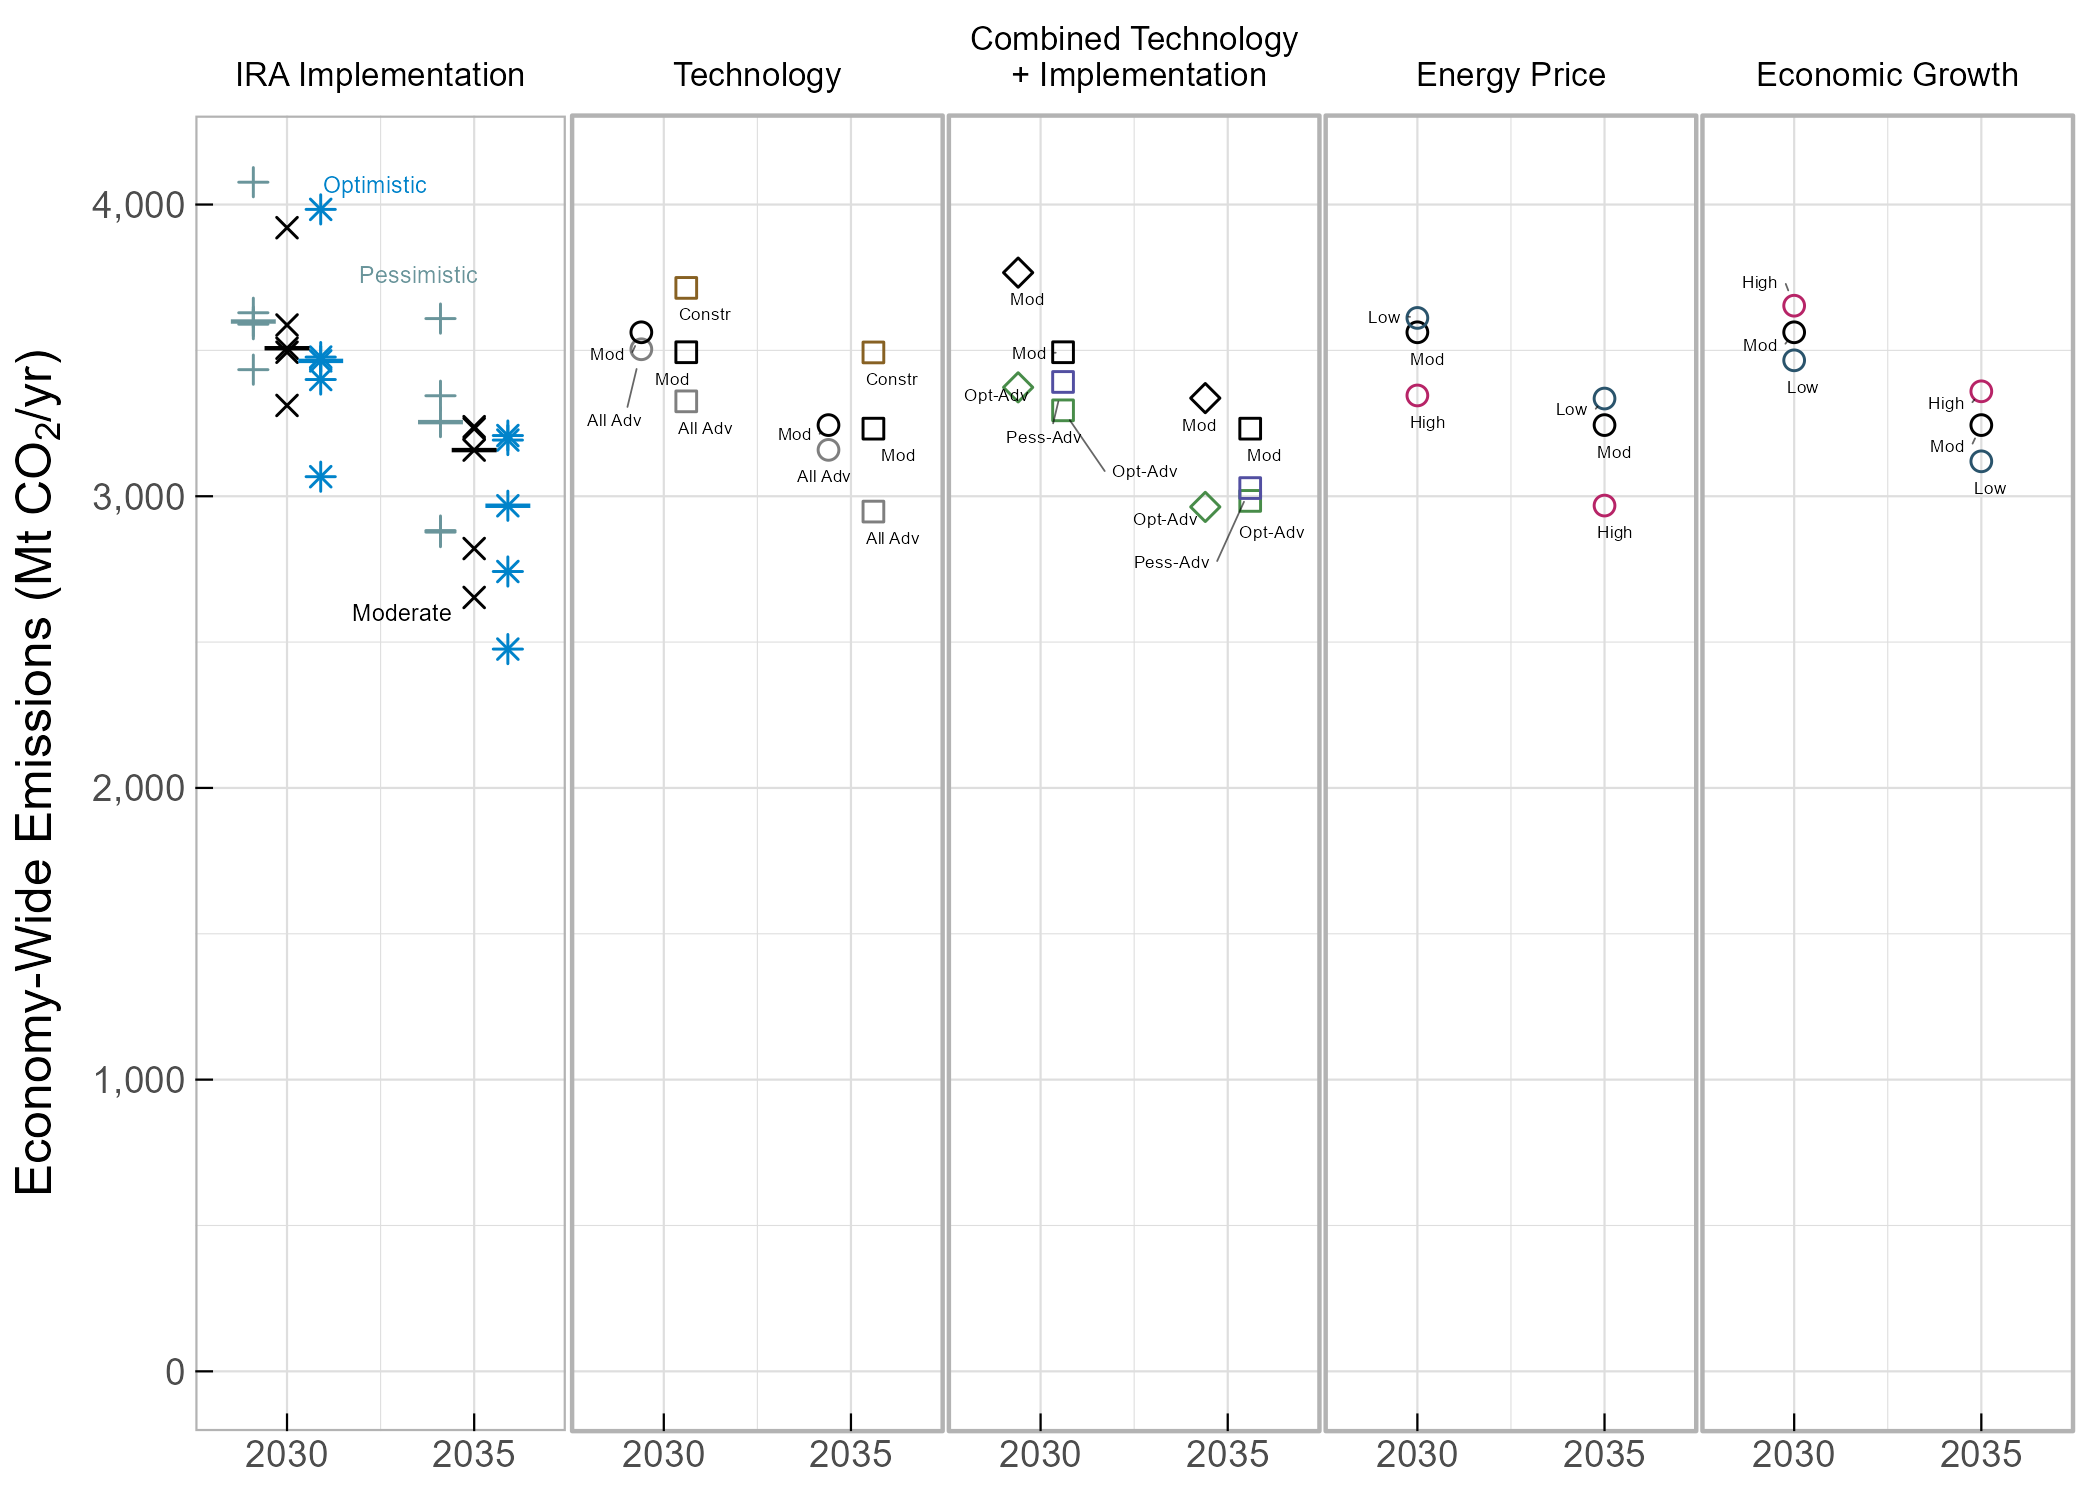 Combined Technology
+ Implementation
IRA Implementation
Technology
Energy Price
Economic Growth
Economy-Wide Emissions (Mt CO2/yr)
4,000
3,000
2,000
1,000
0
Optimistic
Pessimistic
Moderate
Constr
Mod
Mod
All Adv
All Adv
Constr
Mod
Mod
All Adv
All Adv
Mod
Mod
Opt-Adv
Pess-Adv
Opt-Adv
Mod
Mod
Opt-Adv
Opt-Adv
Pess-Adv
Low
Mod
High
Low
Mod
High
High
Mod
Low
High
Mod
Low
2030
2035
2030
2035
2030
2035
2030
2035
2030
2035